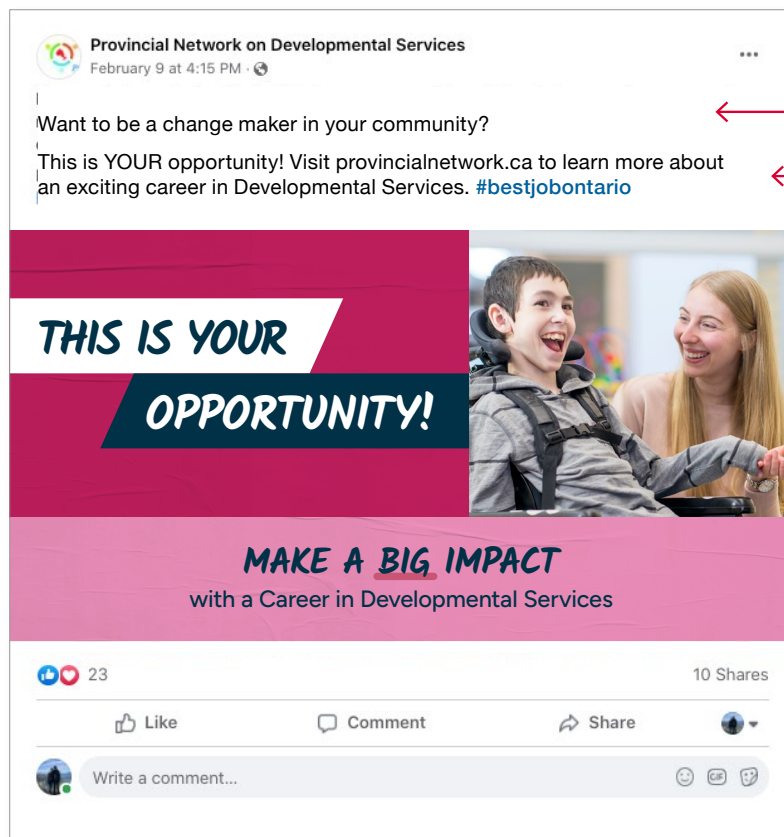 Provincial Network on Developmental Services
February 9 at 4:15 PM ·
Want to be a change maker in your community?
This is YOUR opportunity! Visit provincialnetwork.ca to learn more about
an exciting career in Developmental Services. #bestjobontario
THIS IS YOUR
OPPORTUNITY!
MAKE A BIG IMPACT
with a Career in Developmental Services
23
10 Shares
Like
Comment
Share
Write a comment...
GIF